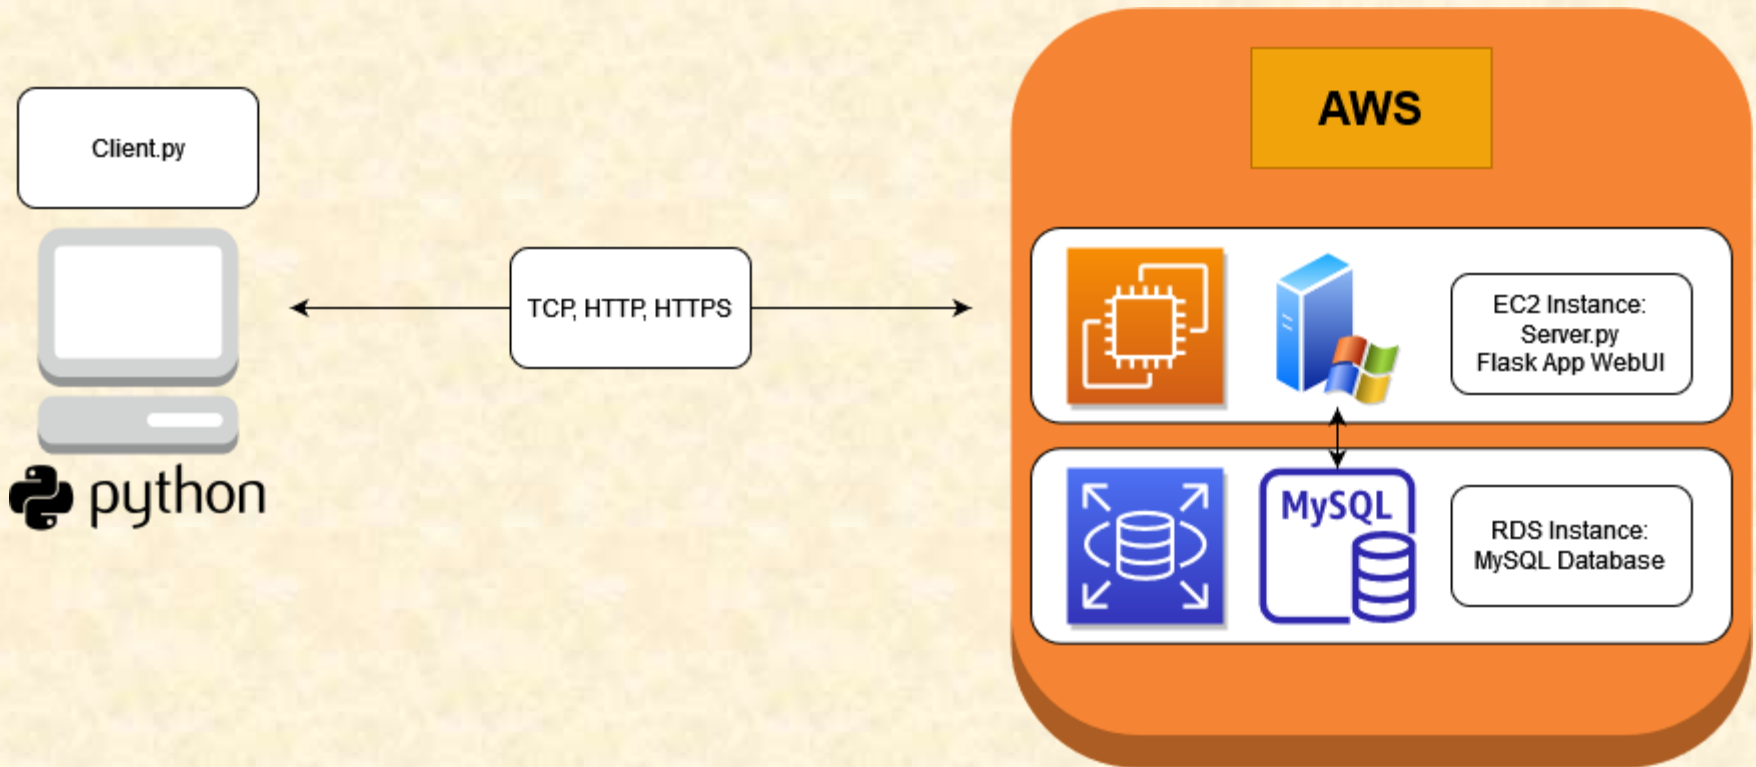 Client.py
python
TCP, HTTP, HTTPS
AWS
EC2 Instance:
Server.py
Flask App WebUI
MySQL
RDS Instance:
MySQL Database